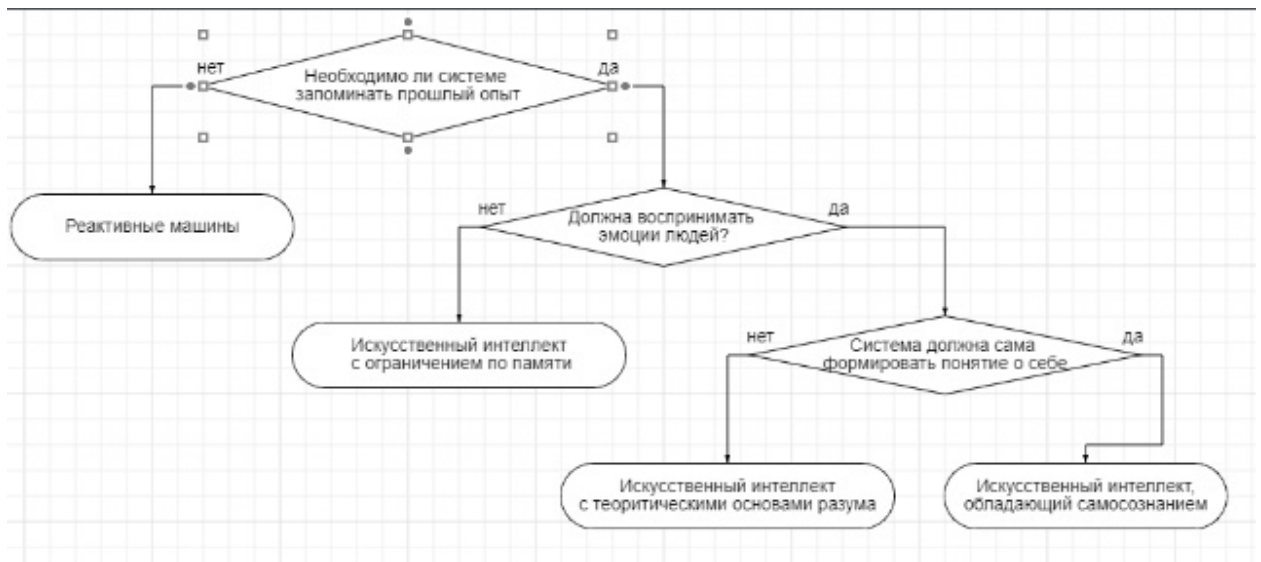 нет
да
Необходимо ли системе
запоминать прошлый опыт
Реактивные машины
нет
да
Должна воспринимать
эмоции людей?
Искусственный интеллект
с ограничением по памяти
нет
да
Система должна сама
формировать понятие о себе
Искусственный интеллект
с теоритическими основами разума
Искусственный интеллект,
обладающий самосознанием